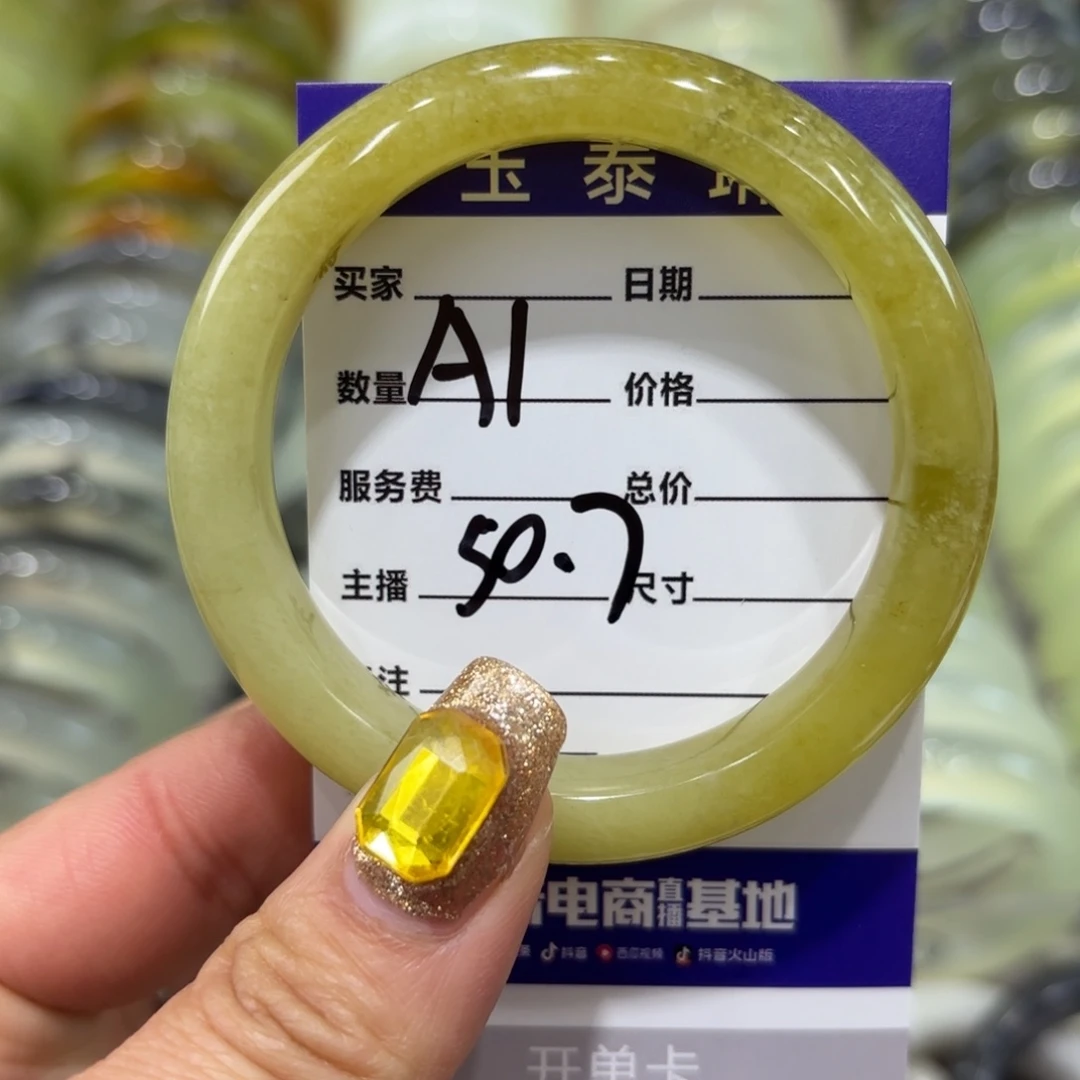 玉 泰
买家 日期
A1
数量 价格
服务费 总价
50.7
主播 尺寸
注
电商直播基地
抖音 西瓜视频 抖音火山版
开单卡